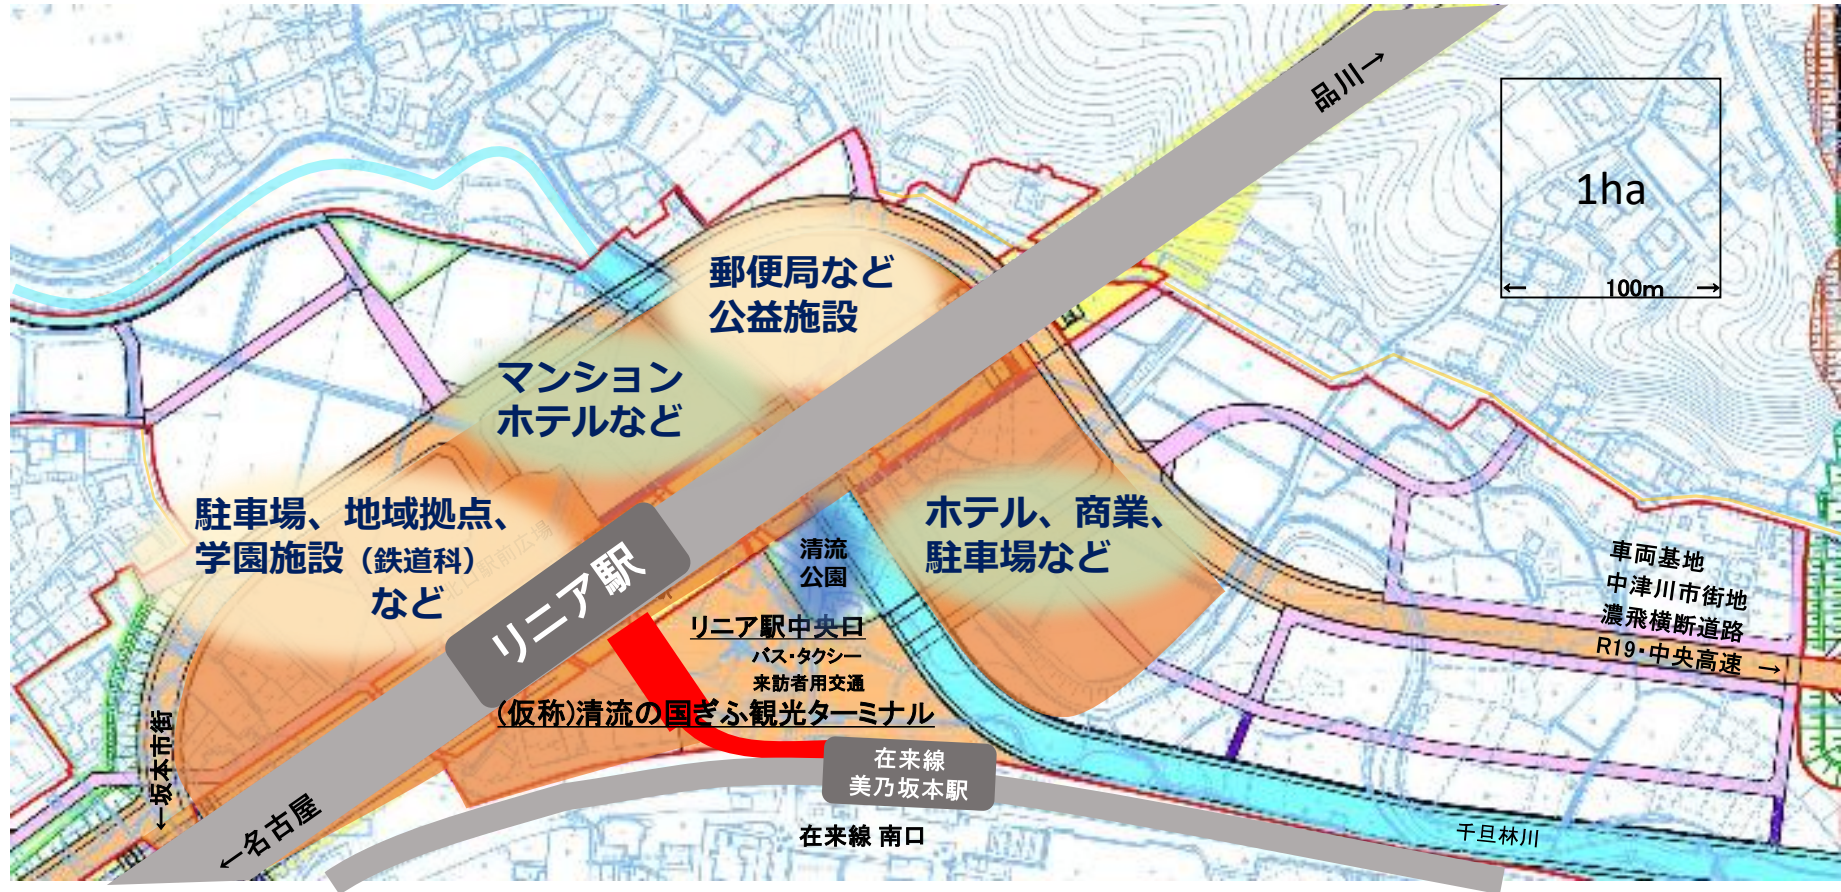 品川→
1ha
← 100m →
郵便局など
公益施設
マンション
ホテルなど
駐車場、地域拠点、
学園施設（鉄道科）
など
北口駅前広場
リニア駅
清流
公園
ホテル、商業、
駐車場など
リニア駅中央口
バス・タクシー
来訪者用交通
(仮称)清流の国ぎふ観光ターミナル
車両基地
中津川市街地
濃飛横断道路
R19・中央高速 →
←坂本市街
←名古屋
在来線
美乃坂本駅
在来線 南口
千旦林川